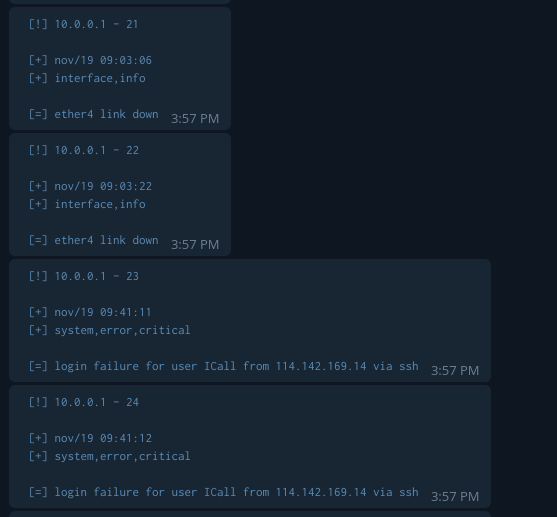 [!] 10.0.0.1 - 21
[+] nov/19 09:03:06
[+] interface,info
[=] ether4 link down 3:57 PM
[!] 10.0.0.1 - 22
[+] nov/19 09:03:22
[+] interface,info
[=] ether4 link down 3:57 PM
[!] 10.0.0.1 - 23
[+] nov/19 09:41:11
[+] system,error,critical
[=] login failure for user ICall from 114.142.169.14 via ssh 3:57 PM
[!] 10.0.0.1 - 24
[+] nov/19 09:41:12
[+] system,error,critical
[=] login failure for user ICall from 114.142.169.14 via ssh 3:57 PM